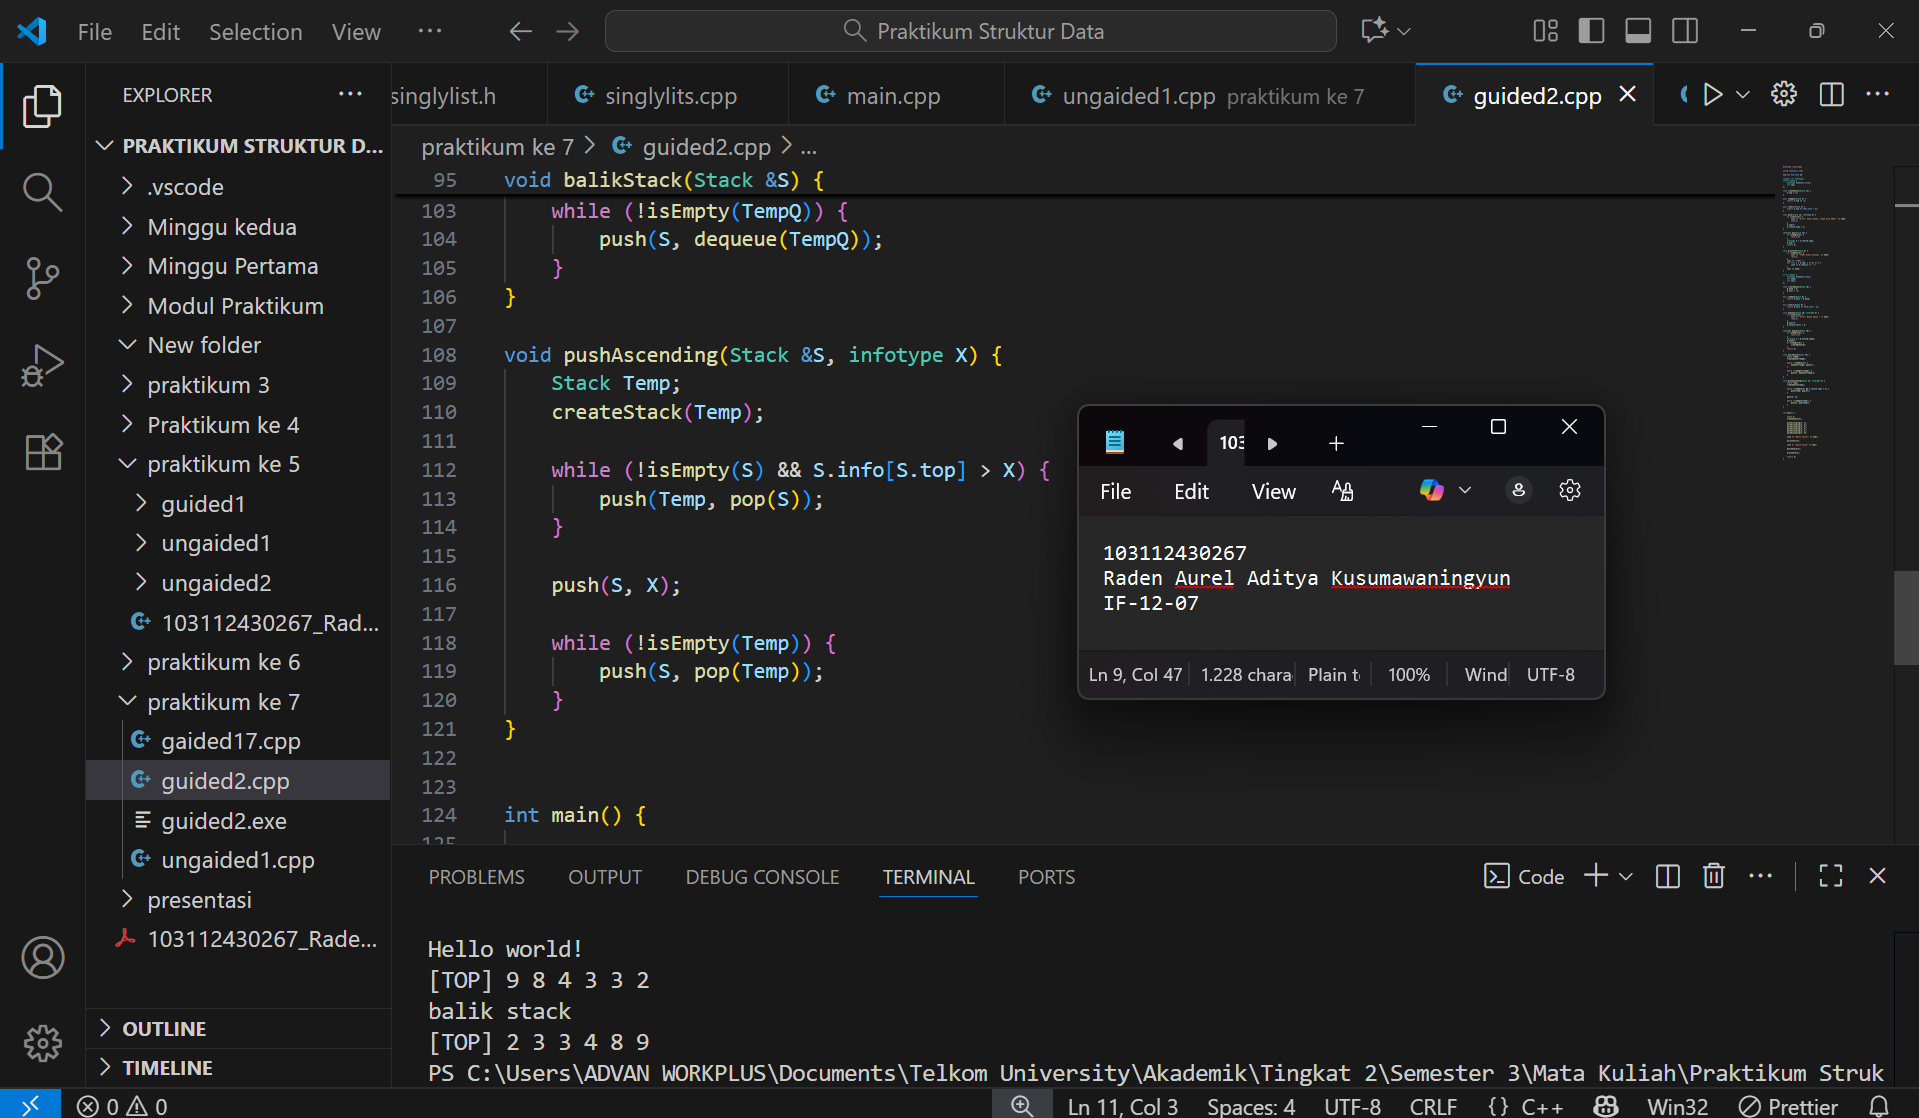 File Edit Selection View ··· Praktikum Struktur Data
EXPLORER ···
PRAKTIKUM STRUKTUR D...
.vscode
Minggu kedua
Minggu Pertama
Modul Praktikum
New folder
praktikum 3
Praktikum ke 4
praktikum ke 5
guided1
ungaided1
ungaided2
103112430267_Rad...
praktikum ke 6
praktikum ke 7
gaided17.cpp
guided2.cpp
guided2.exe
ungaided1.cpp
presentasi
103112430267_Rade...
OUTLINE
TIMELINE
singlylist.h singlylits.cpp main.cpp ungaided1.cpp praktikum ke 7 guided2.cpp
praktikum ke 7 > guided2.cpp > ...
95 void balikStack(Stack &S) {
103 while (!isEmpty(TempQ)) {
104 push(S, dequeue(TempQ));
105 }
106 }
107
108 void pushAscending(Stack &S, infotype X) {
109 Stack Temp;
110 createStack(Temp);
111
112 while (!isEmpty(S) && S.info[S.top] > X) {
113 push(Temp, pop(S));
114 }
115
116 push(S, X);
117
118 while (!isEmpty(Temp)) {
119 push(S, pop(Temp));
120 }
121 }
122
123
124 int main() {
125
103
File Edit View
103112430267
Raden Aurel Aditya Kusumawaningyun
IF-12-07
Ln 9, Col 47 1.228 chara Plain t 100% Wind UTF-8
PROBLEMS OUTPUT DEBUG CONSOLE TERMINAL PORTS Code
Hello world!
[TOP] 9 8 4 3 3 2
balik stack
[TOP] 2 3 3 4 8 9
PS C:\Users\ADVAN WORKPLUS\Documents\Telkom University\Akademik\Tingkat 2\Semester 3\Mata Kuliah\Praktikum Struk
0 0 Ln 11, Col 3 Spaces: 4 UTF-8 CRLF {} C++ Win32 Prettier